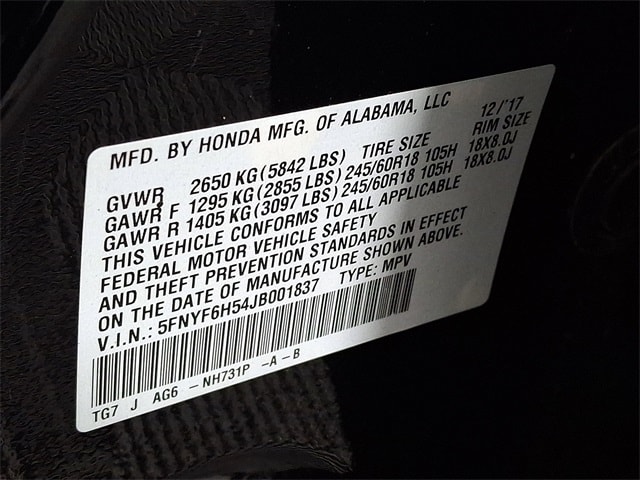 MFD. BY HONDA MFG. OF ALABAMA, LLC 12/'17
GVWR 2650 KG (5842 LBS) TIRE SIZE RIM SIZE
GAWR F 1295 KG (2855 LBS) 245/60R18 105H 18X8.0J
GAWR R 1405 KG (3097 LBS) 245/60R18 105H 18X8.0J
THIS VEHICLE CONFORMS TO ALL APPLICABLE
FEDERAL MOTOR VEHICLE SAFETY
AND THEFT PREVENTION STANDARDS IN EFFECT
ON THE DATE OF MANUFACTURE SHOWN ABOVE.
V.I.N.: 5FNYF6H54JB001837 TYPE: MPV
TG7 J AG6 -NH731P -A-B